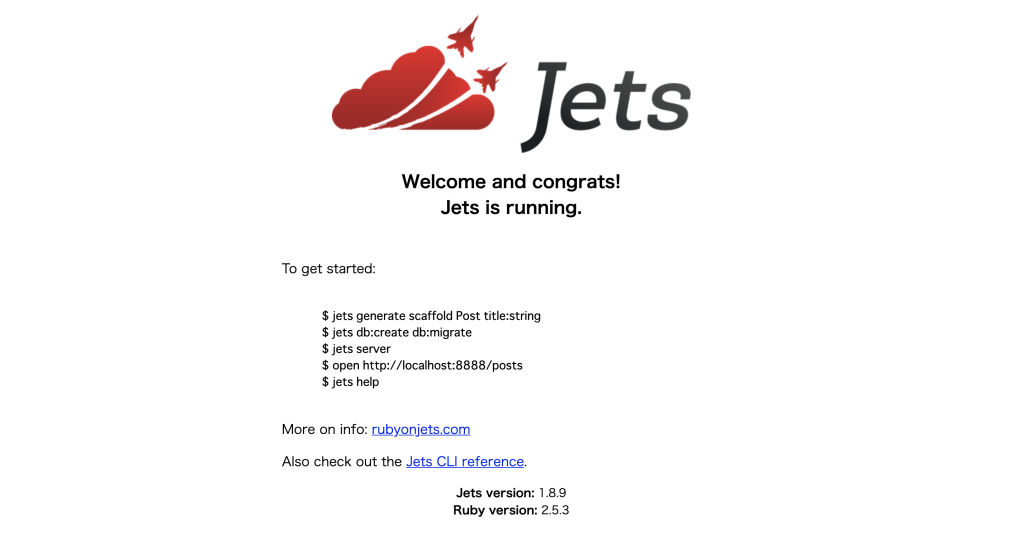 Jets
Welcome and congrats!
Jets is running.
To get started:
$ jets generate scaffold Post title:string
$ jets db:create db:migrate
$ jets server
$ open http://localhost:8888/posts
$ jets help
More on info: rubyonjets.com
Also check out the Jets CLI reference.
Jets version: 1.8.9
Ruby version: 2.5.3